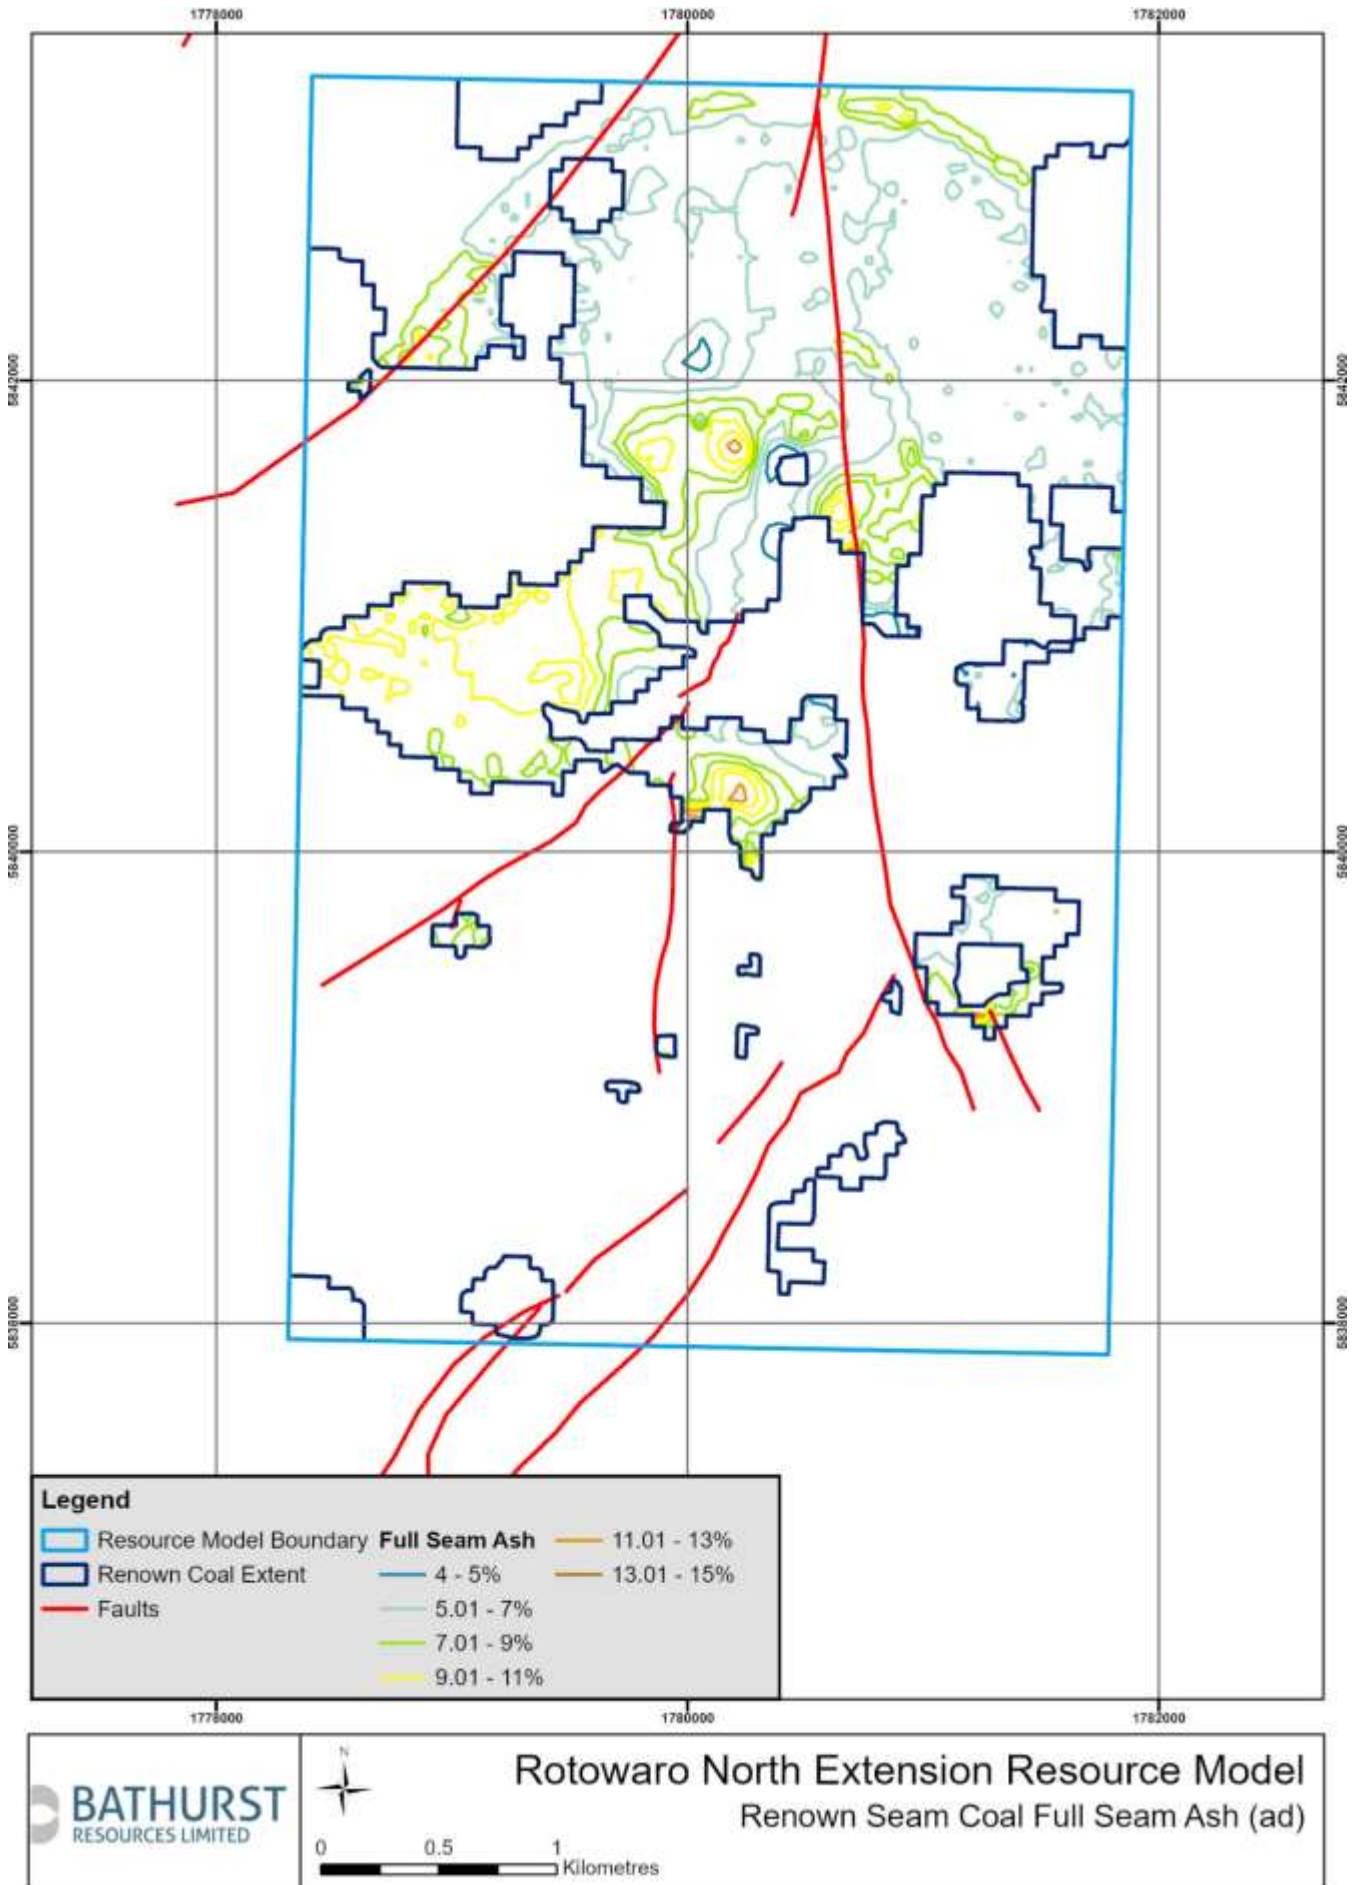 1778000 1780000 1782000
5842000 5842000
5840000 5840000
5838000 5838000
Legend
Resource Model Boundary
Renown Coal Extent
Faults
Full Seam Ash
4 - 5%
5.01 - 7%
7.01 - 9%
9.01 - 11%
11.01 - 13%
13.01 - 15%
1778000 1780000 1782000
BATHURST
RESOURCES LIMITED
N
0 0.5 1
Kilometres
Rotowaro North Extension Resource Model
Renown Seam Coal Full Seam Ash (ad)